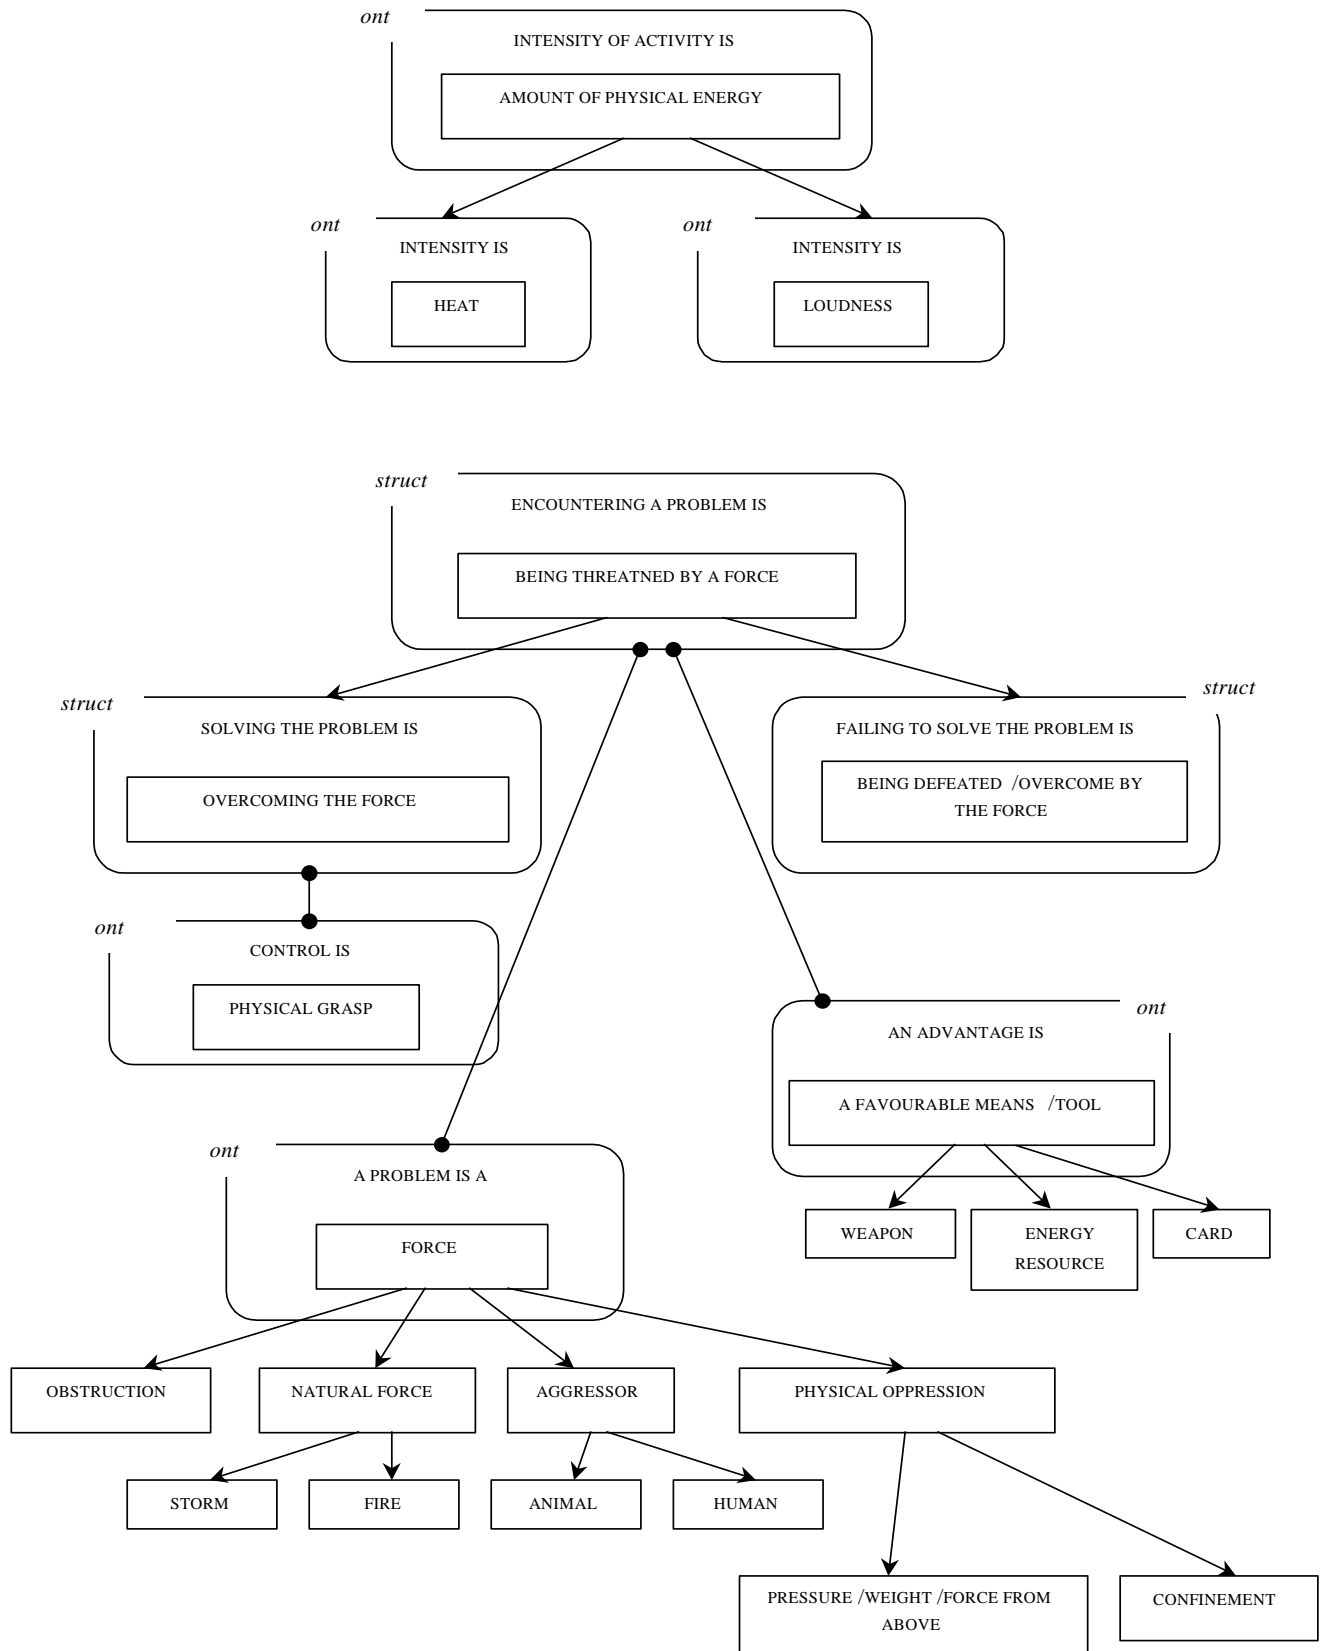 ont
INTENSITY OF ACTIVITY IS
AMOUNT OF PHYSICAL ENERGY
ont
INTENSITY IS
HEAT
ont
INTENSITY IS
LOUDNESS
struct
ENCOUNTERING A PROBLEM IS
BEING THREATNED BY A FORCE
struct
SOLVING THE PROBLEM IS
OVERCOMING THE FORCE
struct
FAILING TO SOLVE THE PROBLEM IS
BEING DEFEATED /OVERCOME BY
THE FORCE
ont
CONTROL IS
PHYSICAL GRASP
ont
AN ADVANTAGE IS
A FAVOURABLE MEANS /TOOL
WEAPON
ENERGY
RESOURCE
CARD
ont
A PROBLEM IS A
FORCE
OBSTRUCTION
NATURAL FORCE
AGGRESSOR
PHYSICAL OPPRESSION
STORM
FIRE
ANIMAL
HUMAN
PRESSURE /WEIGHT /FORCE FROM
ABOVE
CONFINEMENT